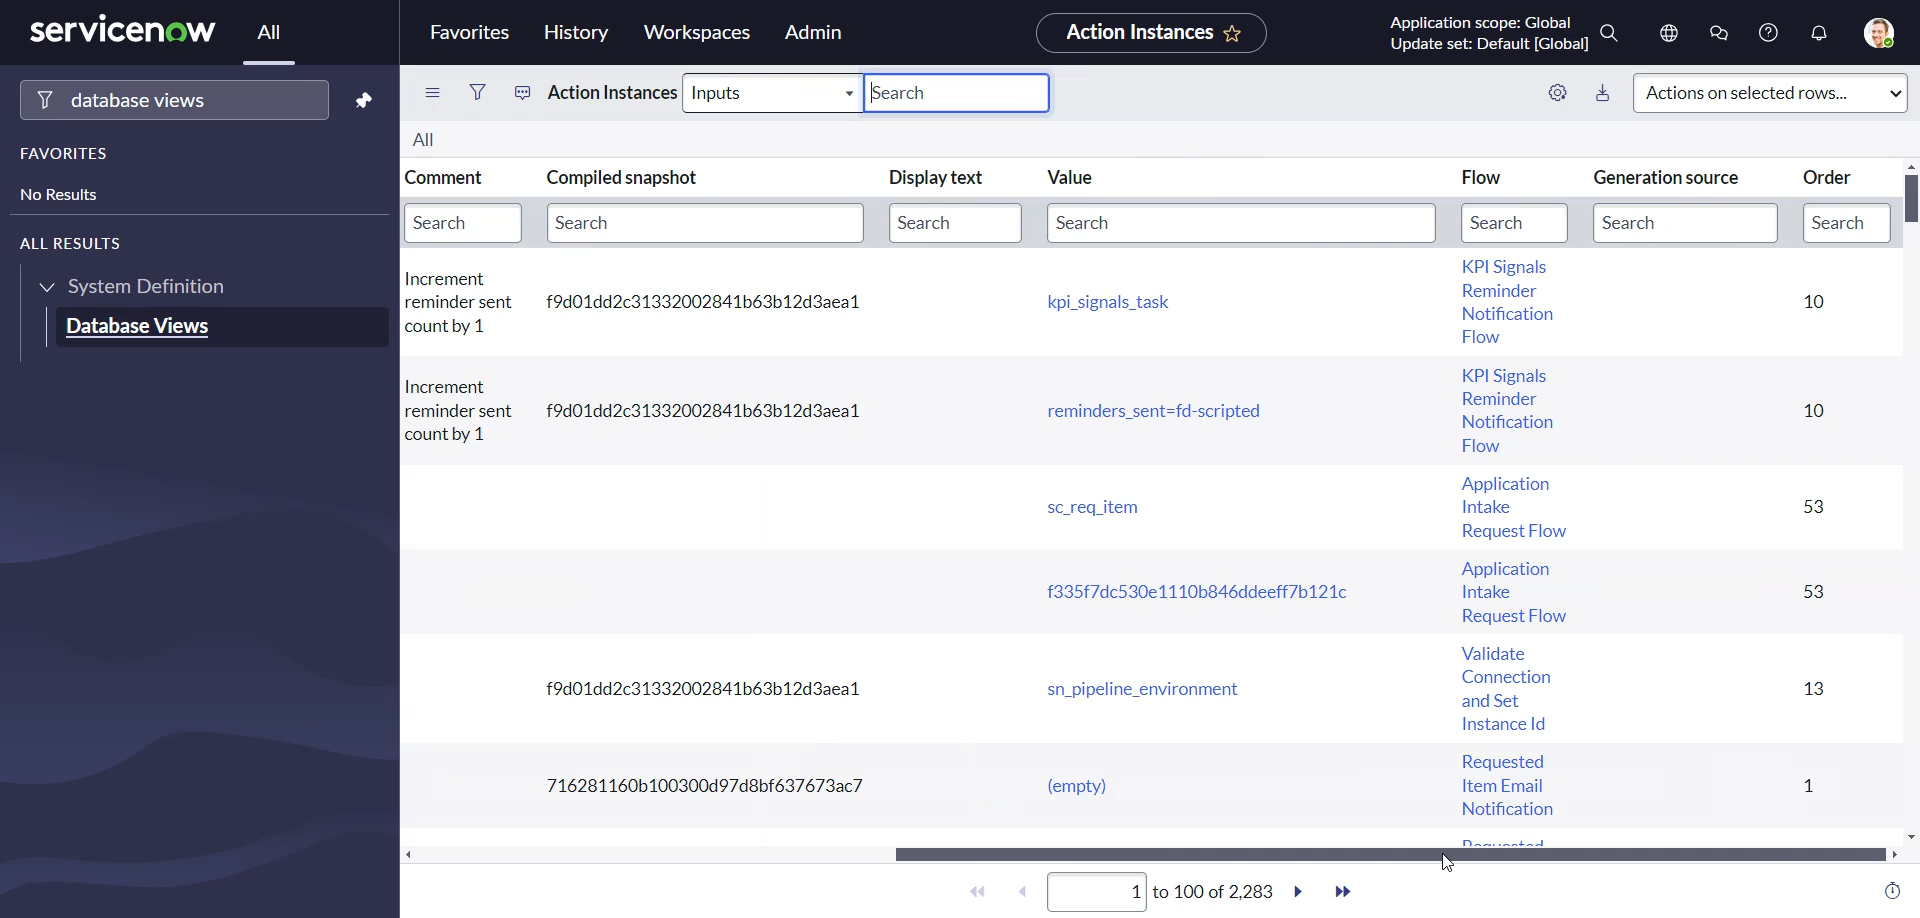 servicenow
All
Favorites
History
Workspaces
Admin
Action Instances
Application scope: Global
Update set: Default [Global]
database views
FAVORITES
No Results
ALL RESULTS
System Definition
Database Views
Action Instances
Inputs
Search
Actions on selected rows...
All
Comment Compiled snapshot Display text Value Flow Generation source Order
Search Search Search Search Search Search Search
Increment
reminder sent
count by 1
f9d01dd2c31332002841b63b12d3aea1
kpi_signals_task
KPI Signals
Reminder
Notification
Flow
10
Increment
reminder sent
count by 1
f9d01dd2c31332002841b63b12d3aea1
reminders_sent=fd-scripted
KPI Signals
Reminder
Notification
Flow
10
sc_req_item
Application
Intake
Request Flow
53
f335f7dc530e1110b846ddeeff7b121c
Application
Intake
Request Flow
53
f9d01dd2c31332002841b63b12d3aea1
sn_pipeline_environment
Validate
Connection
and Set
Instance Id
13
716281160b100300d97d8bf637673ac7
(empty)
Requested
Item Email
Notification
1
Requested
1 to 100 of 2,283